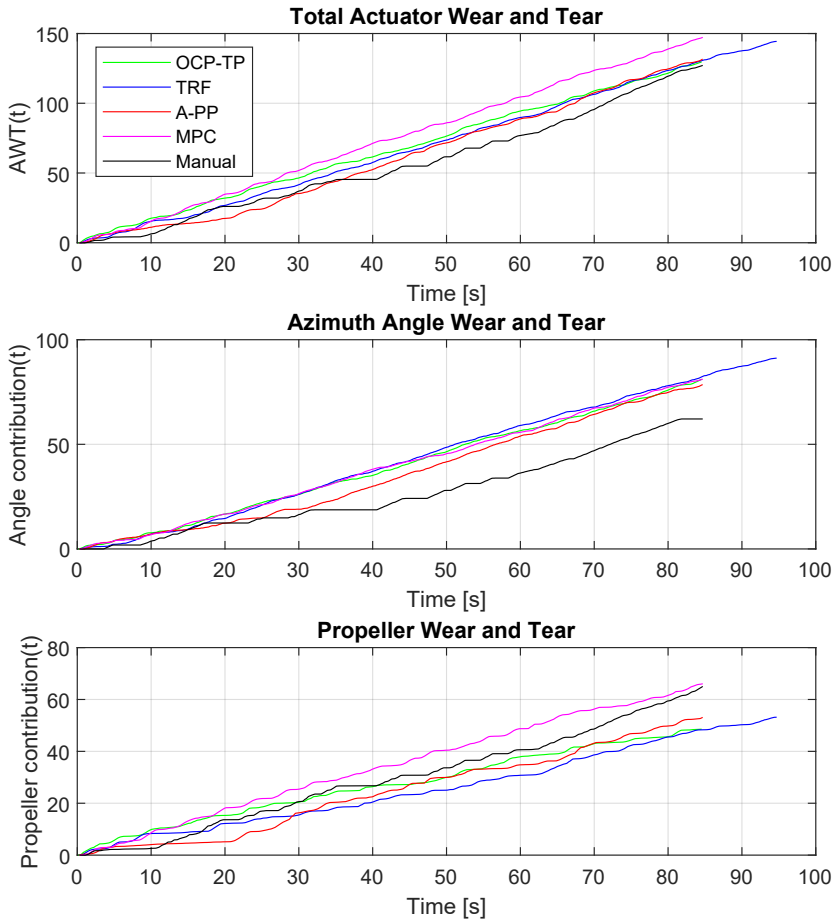 Total Actuator Wear and Tear
AWT(t)
150
100
50
0
OCP-TP
TRF
A-PP
MPC
Manual
0 10 20 30 40 50 60 70 80 90 100
Time [s]
Azimuth Angle Wear and Tear
Angle contribution(t)
100
50
0
0 10 20 30 40 50 60 70 80 90 100
Time [s]
Propeller Wear and Tear
Propeller contribution(t)
80
60
40
20
0
0 10 20 30 40 50 60 70 80 90 100
Time [s]